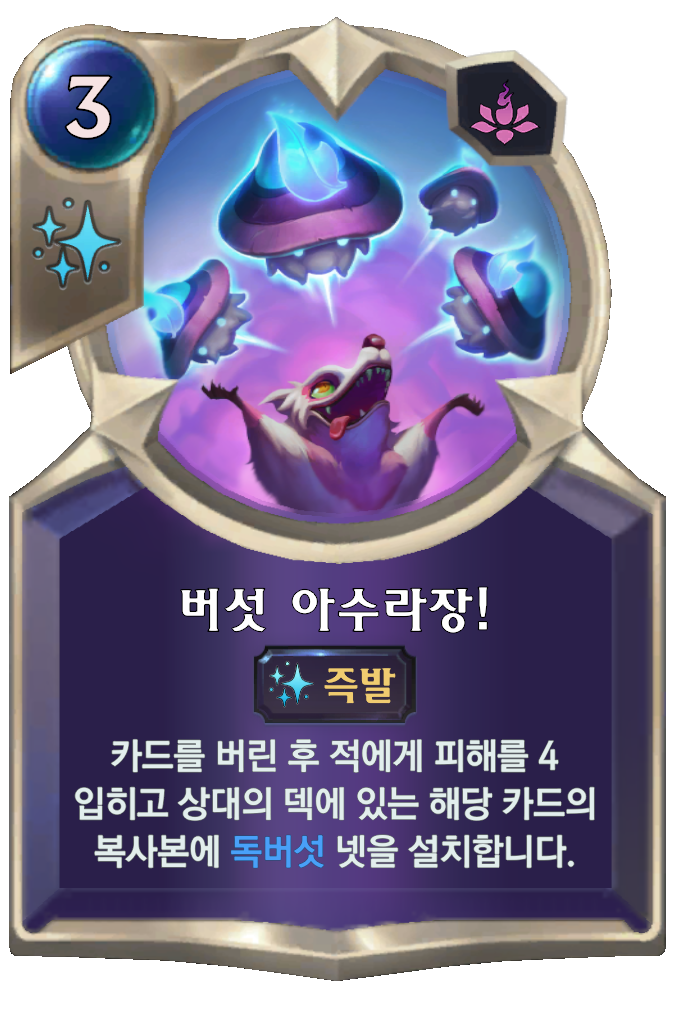 3
버섯 아수라장!
즉발
카드를 버린 후 적에게 피해를 4
입히고 상대의 덱에 있는 해당 카드의
복사본에 독버섯 넷을 설치합니다.